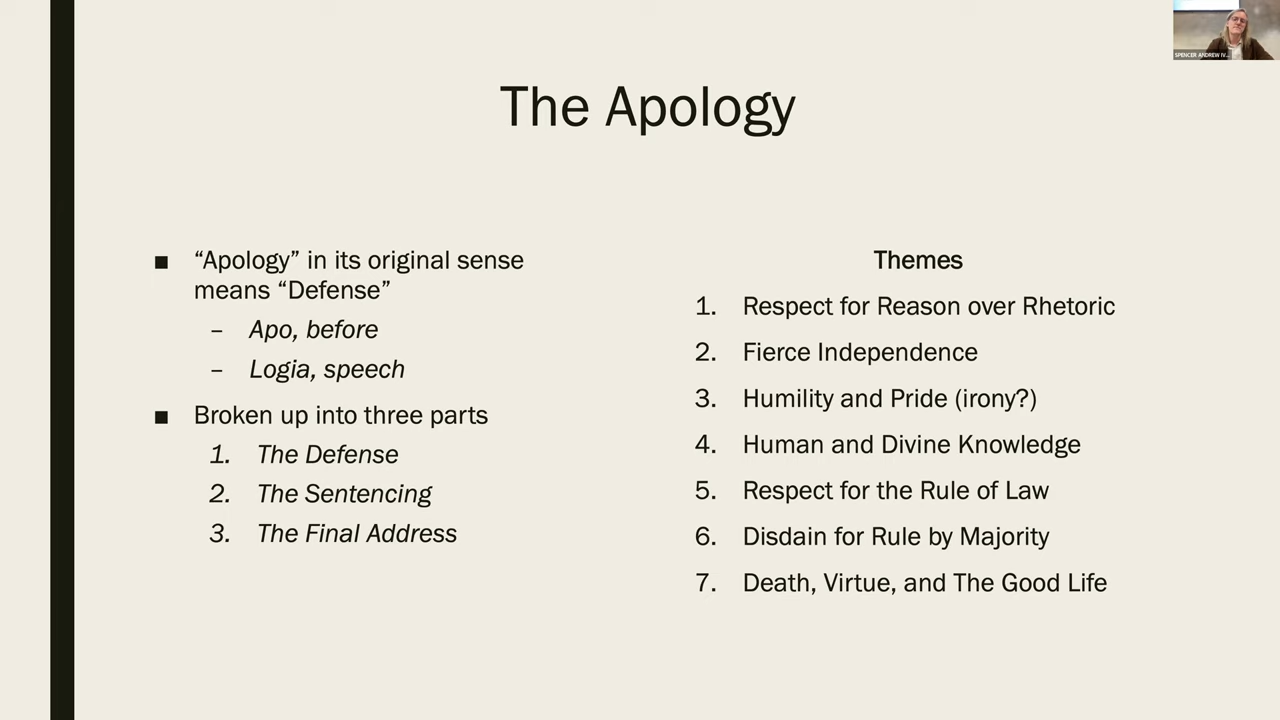 SPENCER ANDREW IV...
The Apology
■ “Apology” in its original sense
means “Defense”
– Apo, before
– Logia, speech
■ Broken up into three parts
1. The Defense
2. The Sentencing
3. The Final Address
Themes
1. Respect for Reason over Rhetoric
2. Fierce Independence
3. Humility and Pride (irony?)
4. Human and Divine Knowledge
5. Respect for the Rule of Law
6. Disdain for Rule by Majority
7. Death, Virtue, and The Good Life